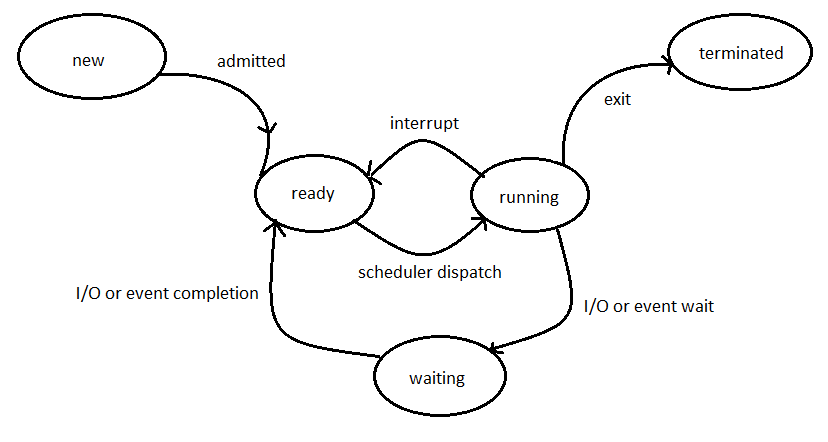 new
admitted
terminated
exit
interrupt
ready
running
scheduler dispatch
I/O or event completion
I/O or event wait
waiting